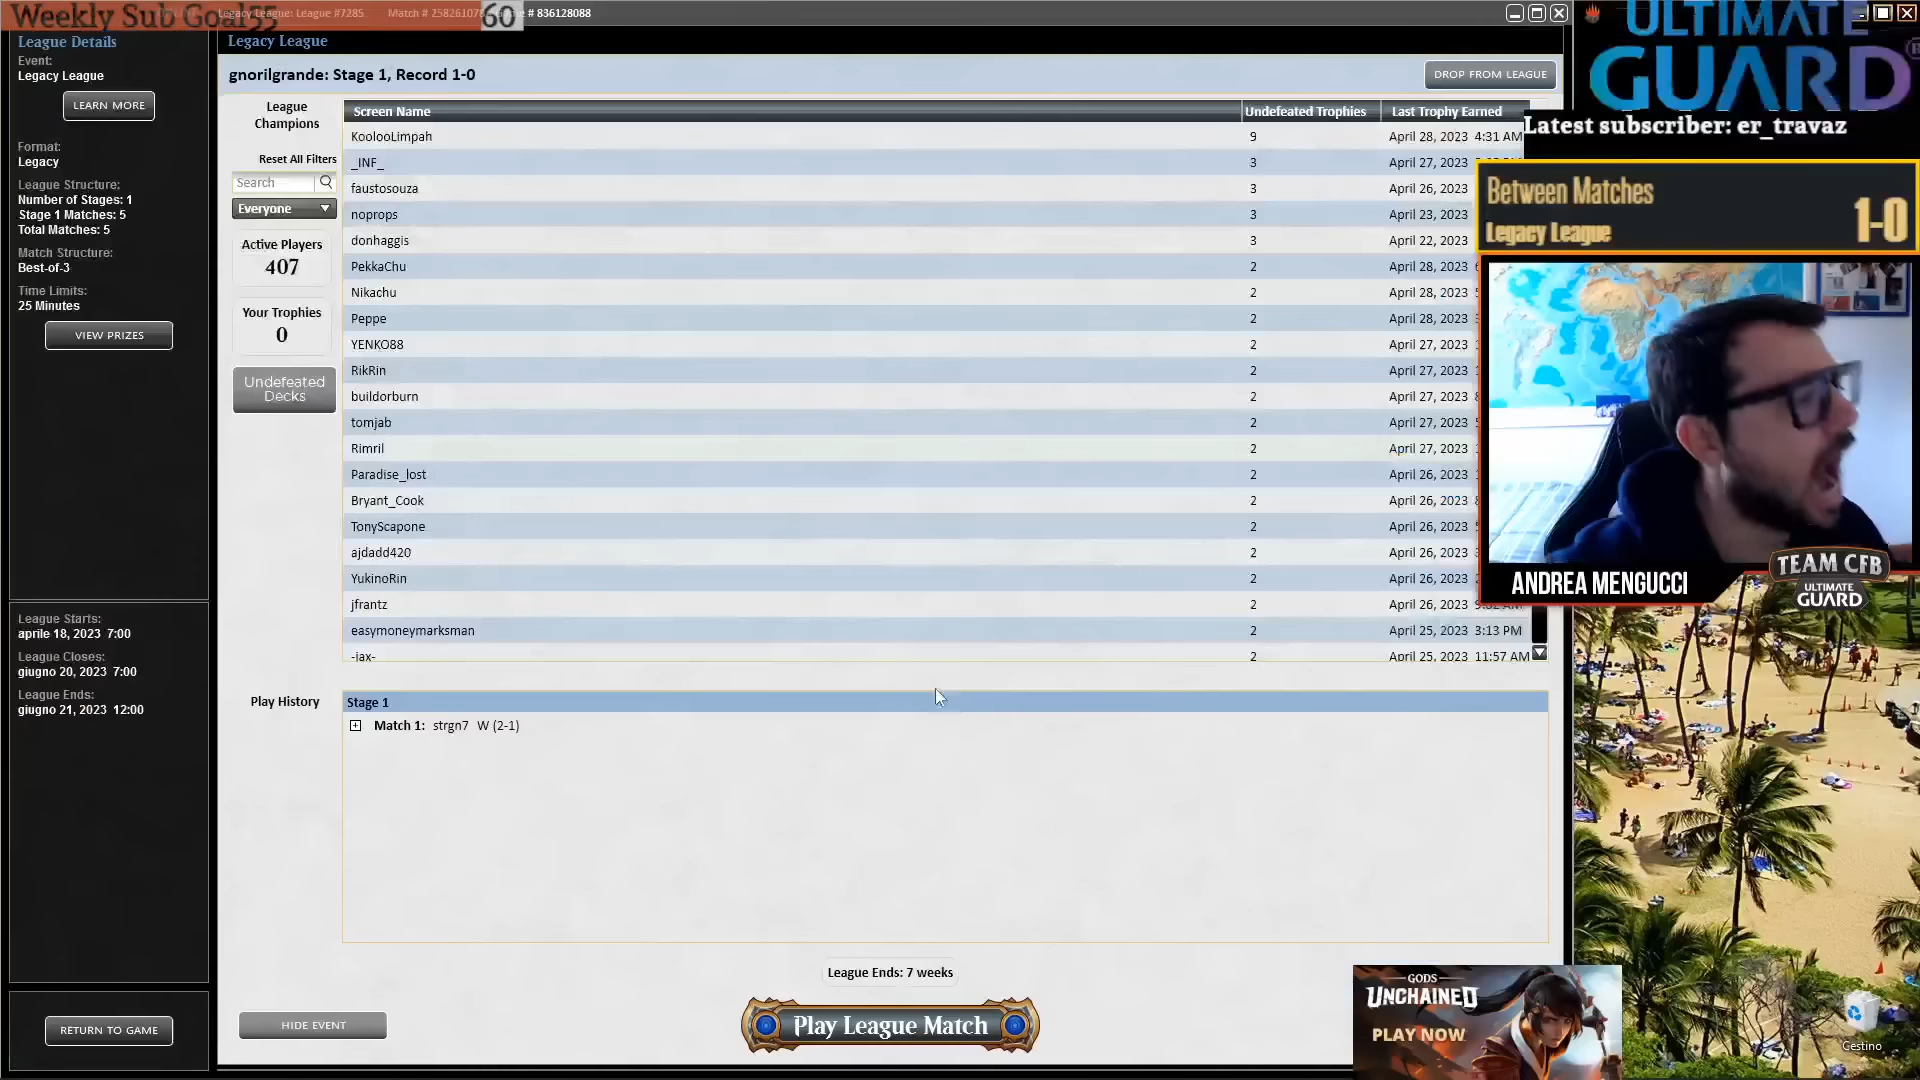 Weekly Sub Goal 55
60
Legacy League: League #7285
# 836128088
League Details
Event:
Legacy League
LEARN MORE
Format:
Legacy
League Structure:
Number of Stages: 1
Stage 1 Matches: 5
Total Matches: 5
Match Structure:
Best-of-3
Time Limits:
25 Minutes
VIEW PRIZES
League Starts:
aprile 18, 2023 7:00
League Closes:
giugno 20, 2023 7:00
League Ends:
giugno 21, 2023 12:00
RETURN TO GAME
Legacy League
gnorilgrande: Stage 1, Record 1-0
DROP FROM LEAGUE
League
Champions
Reset All Filters
Search
Everyone
Active Players
407
Your Trophies
0
Undefeated
Decks
Screen Name Undefeated Trophies Last Trophy Earned
KoolooLimpah 9 April 28, 2023 4:31 AM
_INF_ 3 April 27, 2023
faustosouza 3 April 26, 2023
noprops 3 April 23, 2023
donhaggis 3 April 22, 2023
PekkaChu 2 April 28, 2023
Nikachu 2 April 28, 2023
Peppe 2 April 28, 2023
YENKO88 2 April 27, 2023
RikRin 2 April 27, 2023
buildorburn 2 April 27, 2023
tomjab 2 April 27, 2023
Rimril 2 April 27, 2023
Paradise_lost 2 April 26, 2023
Bryant_Cook 2 April 26, 2023
TonyScapone 2 April 26, 2023
ajdadd420 2 April 26, 2023
YukinoRin 2 April 26, 2023
jfrantz 2 April 26, 2023
easymoneymarksman 2 April 25, 2023 3:13 PM
-jax- 2 April 25, 2023 11:57 AM
Play History
Stage 1
Match 1: strgn7 W (2-1)
League Ends: 7 weeks
HIDE EVENT
Play League Match
ULTIMATE
GUARD
Latest subscriber: er_travaz
Between Matches
Legacy League
1-0
ANDREA MENGUCCI
TEAM CFB
ULTIMATE
GUARD
GODS
UNCHAINED
PLAY NOW
Cestino